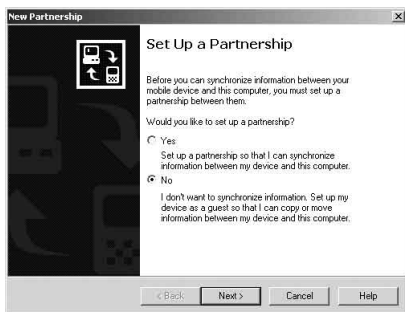 New Partnership
Set Up a Partnership
Before you can synchronize information between your
mobile device and this computer, you must set up a
partnership between them.
Would you like to set up a partnership?
Yes
Set up a partnership so that I can synchronize
information between my device and this computer.
No
I don't want to synchronize information. Set up my
device as a guest so that I can copy or move
information between my device and this computer.
< Back Next > Cancel Help